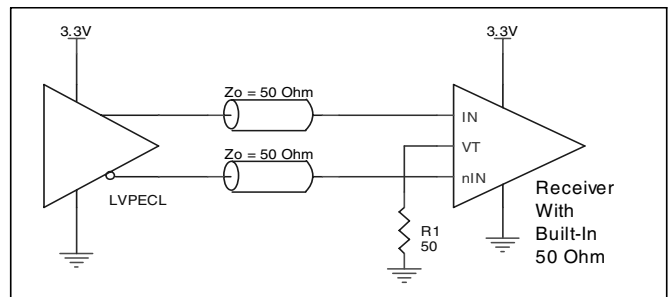 3.3V
3.3V
Zo = 50 Ohm
IN
VT
Zo = 50 Ohm
nIN
LVPECL
Receiver
With
Built-In
50 Ohm
R1
50